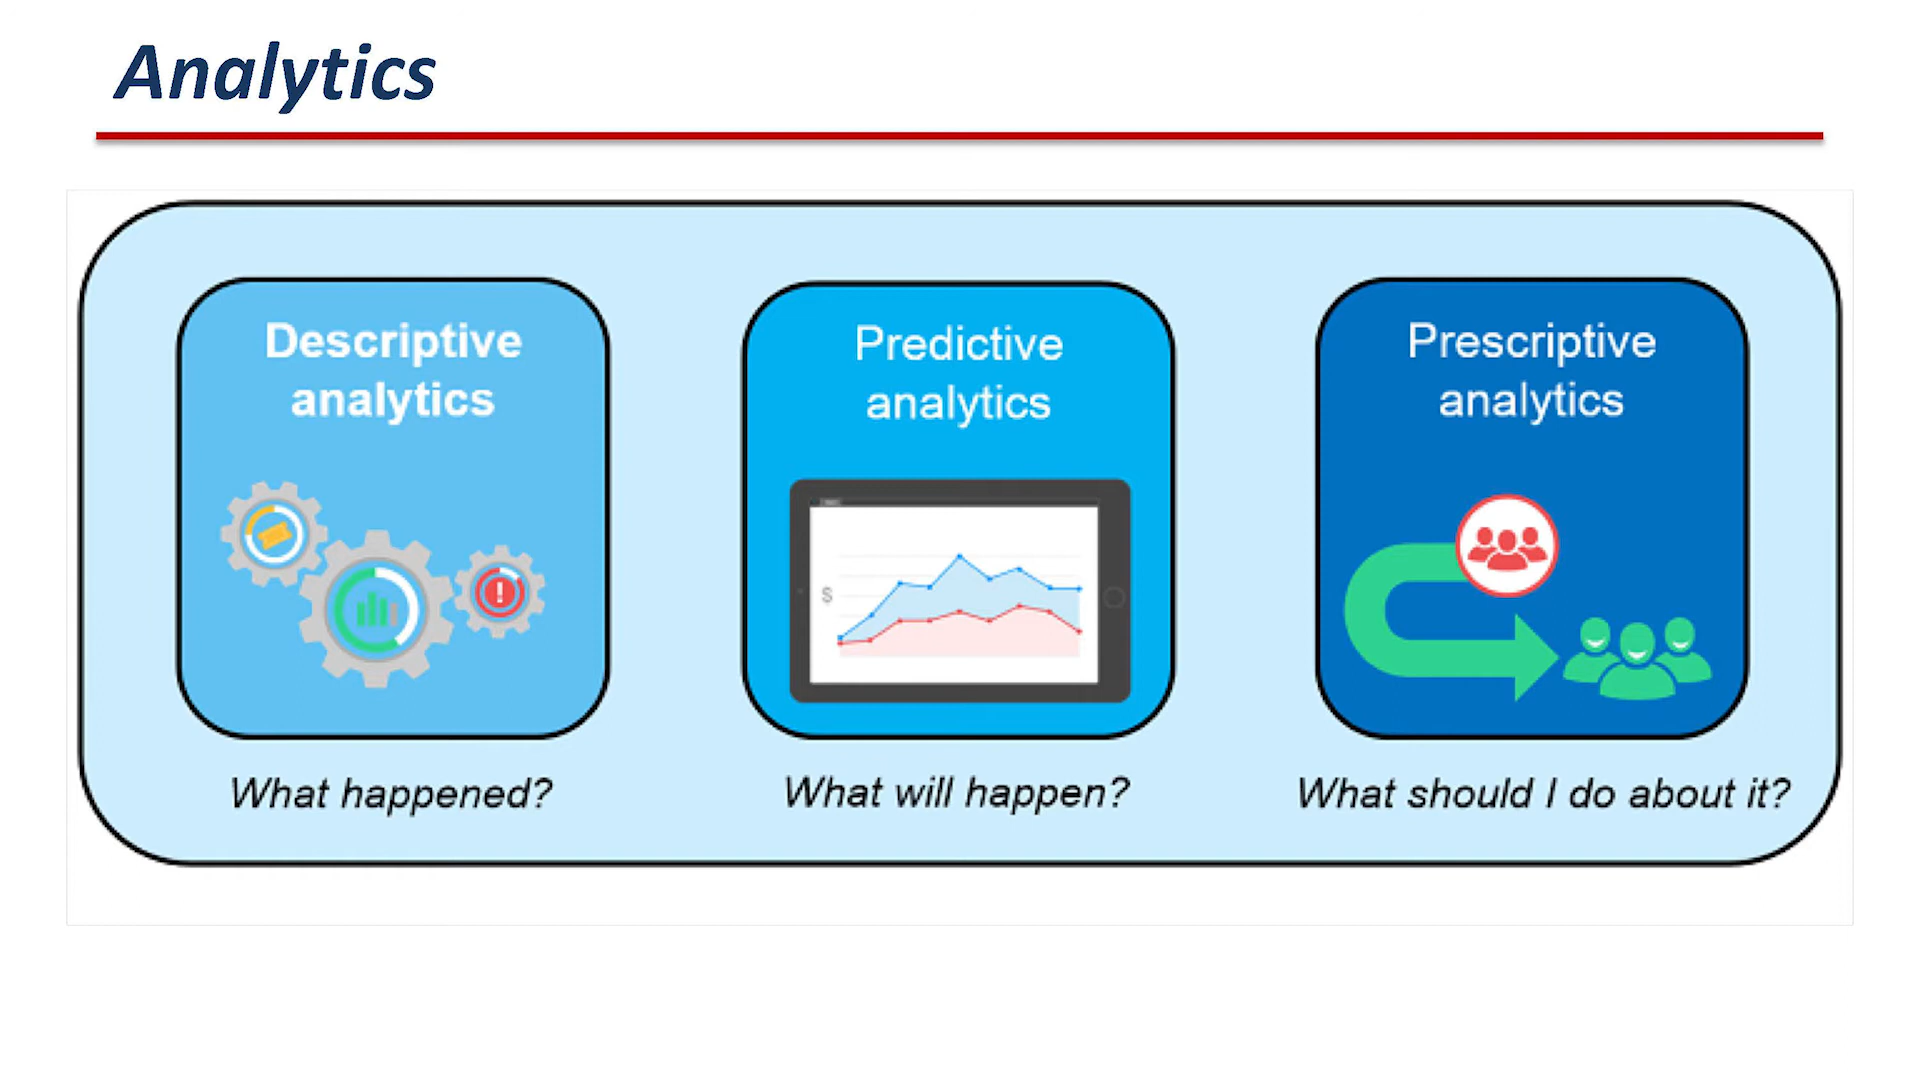 Analytics
Descriptive
analytics
Predictive
analytics
Prescriptive
analytics
!
$
What happened?
What will happen?
What should I do about it?